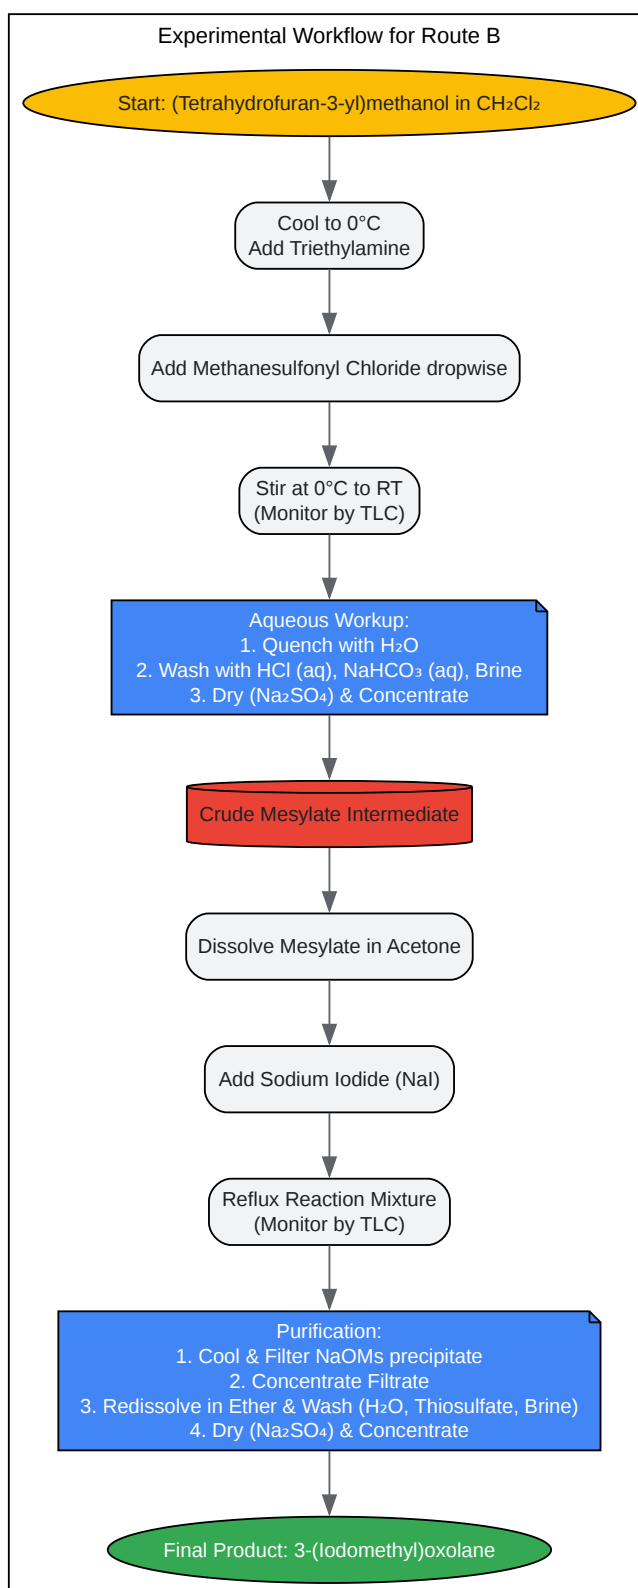 Experimental Workflow for Route B
Start: (Tetrahydrofuran-3-yl)methanol in CH₂Cl₂
Cool to 0°C
Add Triethylamine
Add Methanesulfonyl Chloride dropwise
Stir at 0°C to RT
(Monitor by TLC)
Aqueous Workup:
1. Quench with H₂O
2. Wash with HCl (aq), NaHCO₃ (aq), Brine
3. Dry (Na₂SO₄) & Concentrate
Crude Mesylate Intermediate
Dissolve Mesylate in Acetone
Add Sodium Iodide (NaI)
Reflux Reaction Mixture
(Monitor by TLC)
Purification:
1. Cool & Filter NaOMs precipitate
2. Concentrate Filtrate
3. Redissolve in Ether & Wash (H₂O, Thiosulfate, Brine)
4. Dry (Na₂SO₄) & Concentrate
Final Product: 3-(Iodomethyl)oxolane